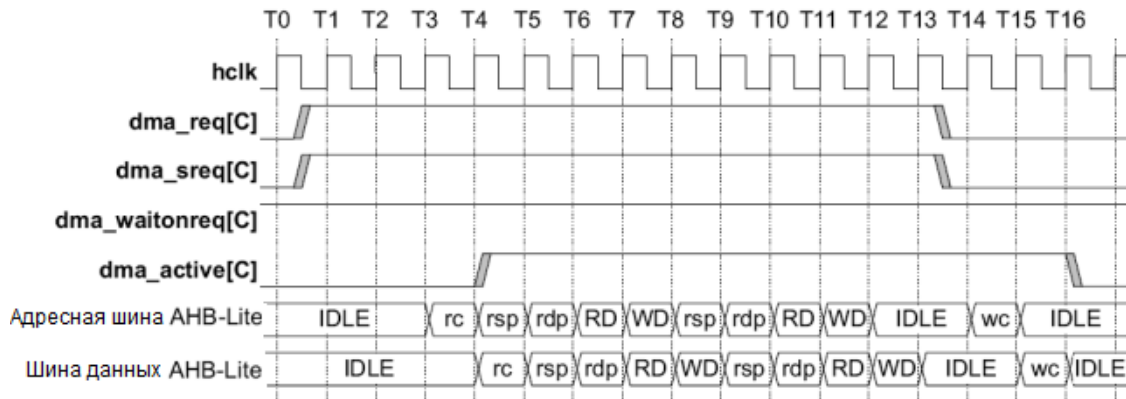 T0 T1 T2 T3 T4 T5 T6 T7 T8 T9 T10 T11 T12 T13 T14 T15 T16
hclk
dma_req[C]
dma_sreq[C]
dma_waitonreq[C]
dma_active[C]
Адресная шина AHB-Lite IDLE rc rsp rdp RD WD rsp rdp RD WD IDLE wc IDLE
Шина данных AHB-Lite IDLE rc rsp rdp RD WD rsp rdp RD WD IDLE wc IDLE